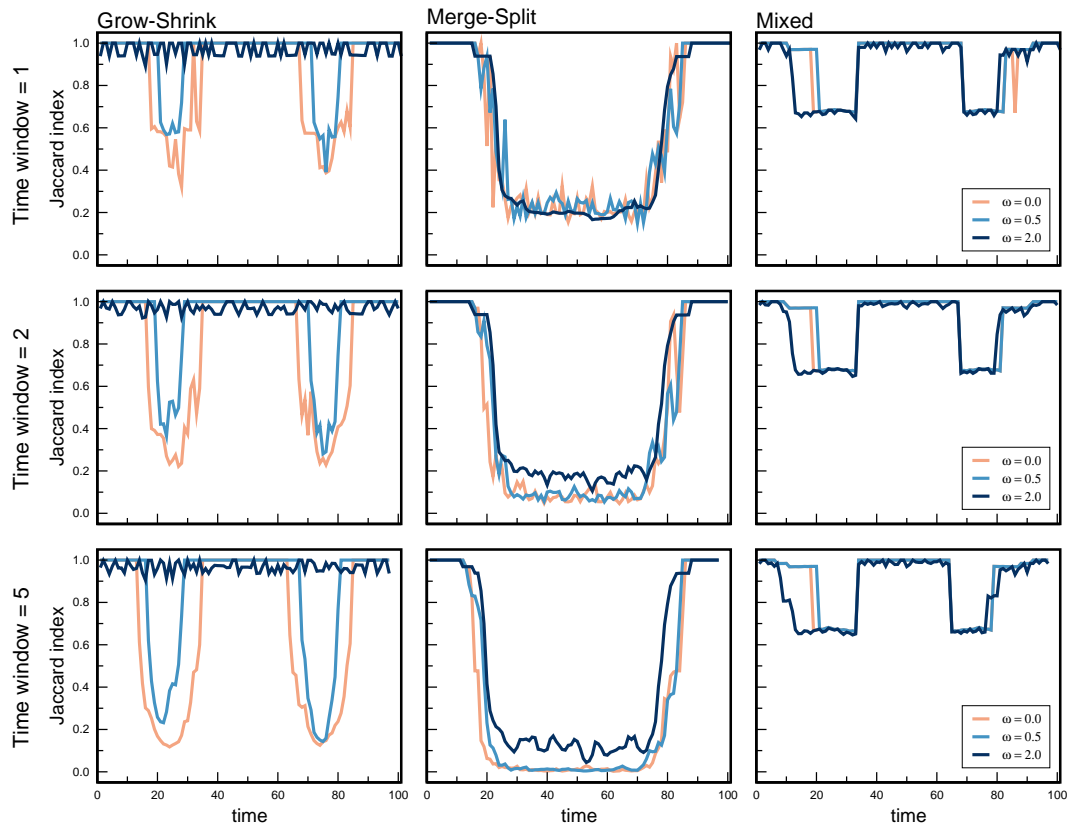 Grow-Shrink
Merge-Split
Mixed
Time window = 1
Jaccard index
1.0
0.8
0.6
0.4
0.2
0.0
ω = 0.0
ω = 0.5
ω = 2.0
Time window = 2
Jaccard index
1.0
0.8
0.6
0.4
0.2
0.0
ω = 0.0
ω = 0.5
ω = 2.0
Time window = 5
Jaccard index
1.0
0.8
0.6
0.4
0.2
0.0
ω = 0.0
ω = 0.5
ω = 2.0
0 20 40 60 80 100
0 20 40 60 80 100
0 20 40 60 80 100
time
time
time